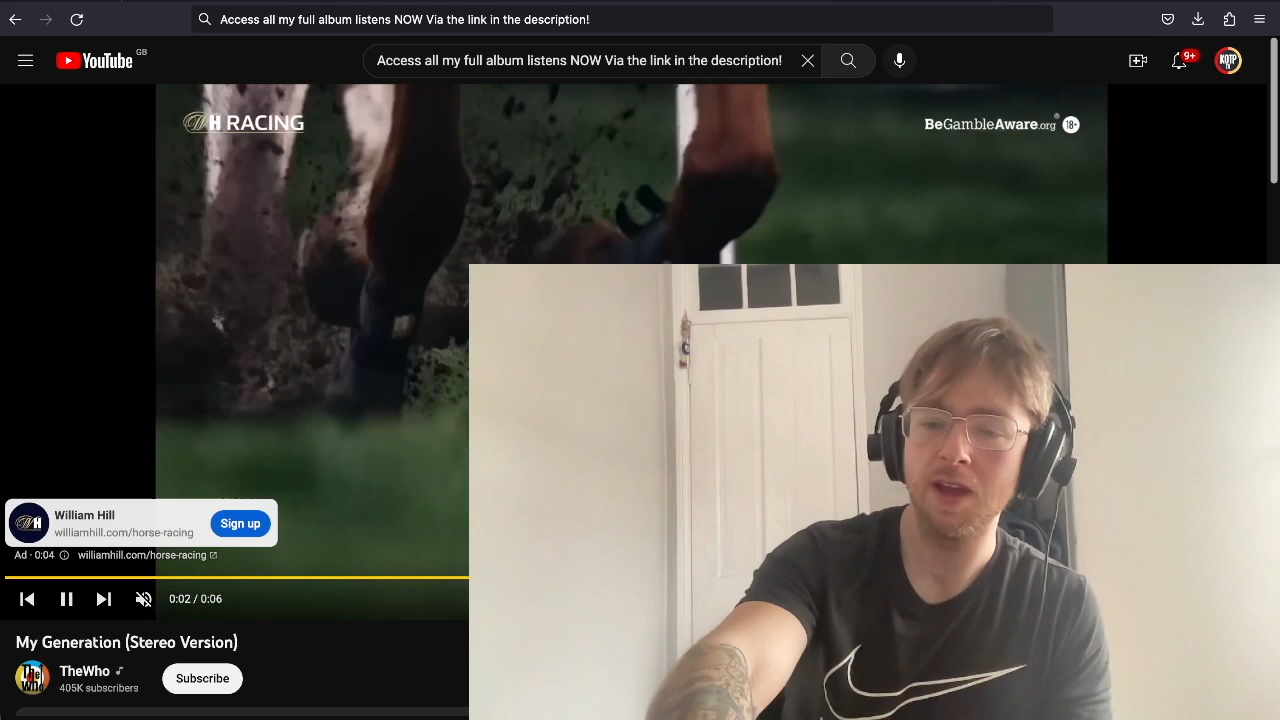 Access all my full album listens NOW Via the link in the description!
YouTube GB
Access all my full album listens NOW Via the link in the description!
9+
KOTP
TV
WH RACING
BeGambleAware.org® 18+
William Hill
williamhill.com/horse-racing
Sign up
Ad · 0:04 williamhill.com/horse-racing
0:02 / 0:06
My Generation (Stereo Version)
TheWho
405K subscribers
Subscribe